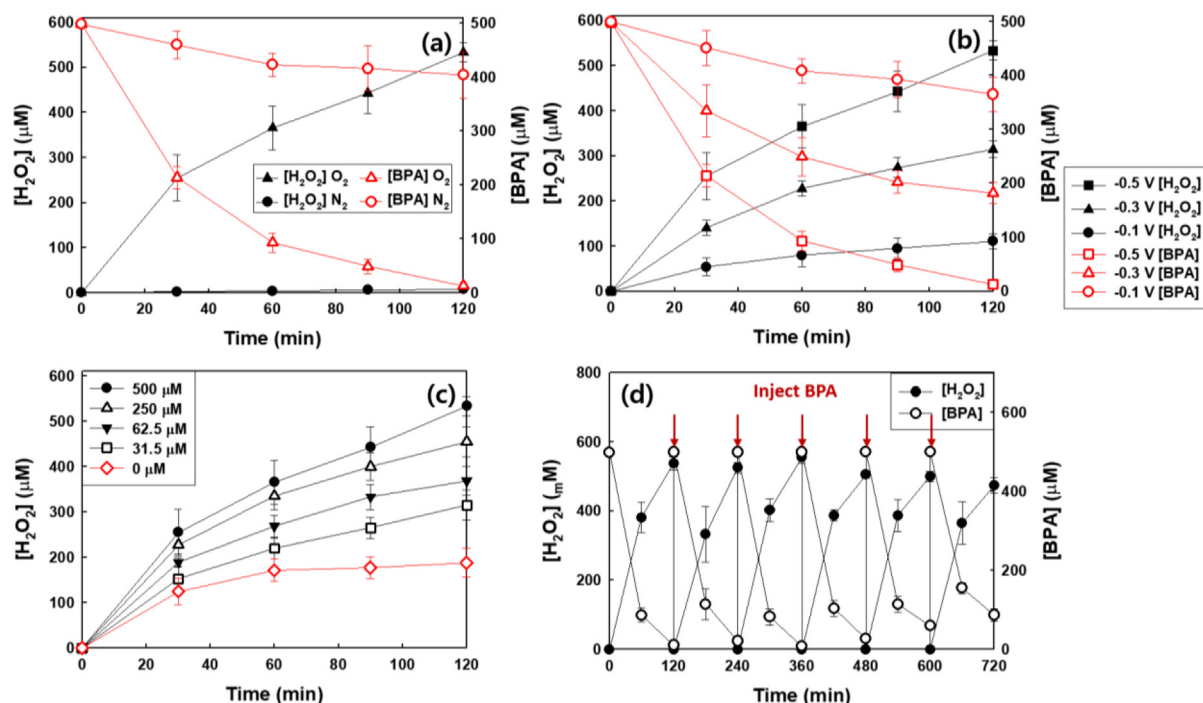 (a)
600
500
400
300
200
100
0
[H₂O₂] (μM)
500
400
300
200
100
0
[BPA] (μM)
[H₂O₂] O₂
[BPA] O₂
[H₂O₂] N₂
[BPA] N₂
0 20 40 60 80 100 120
Time (min)
(b)
600
500
400
300
200
100
0
[H₂O₂] (μM)
500
400
300
200
100
0
[BPA] (μM)
0 20 40 60 80 100 120
Time (min)
-0.5 V [H₂O₂]
-0.3 V [H₂O₂]
-0.1 V [H₂O₂]
-0.5 V [BPA]
-0.3 V [BPA]
-0.1 V [BPA]
(c)
600
500
400
300
200
100
0
[H₂O₂] (μM)
500 μM
250 μM
62.5 μM
31.5 μM
0 μM
0 20 40 60 80 100 120
Time (min)
(d)
Inject BPA
[H₂O₂]
[BPA]
800
600
400
200
0
[H₂O₂] (mM)
600
400
200
0
[BPA] (μM)
0 120 240 360 480 600 720
Time (min)